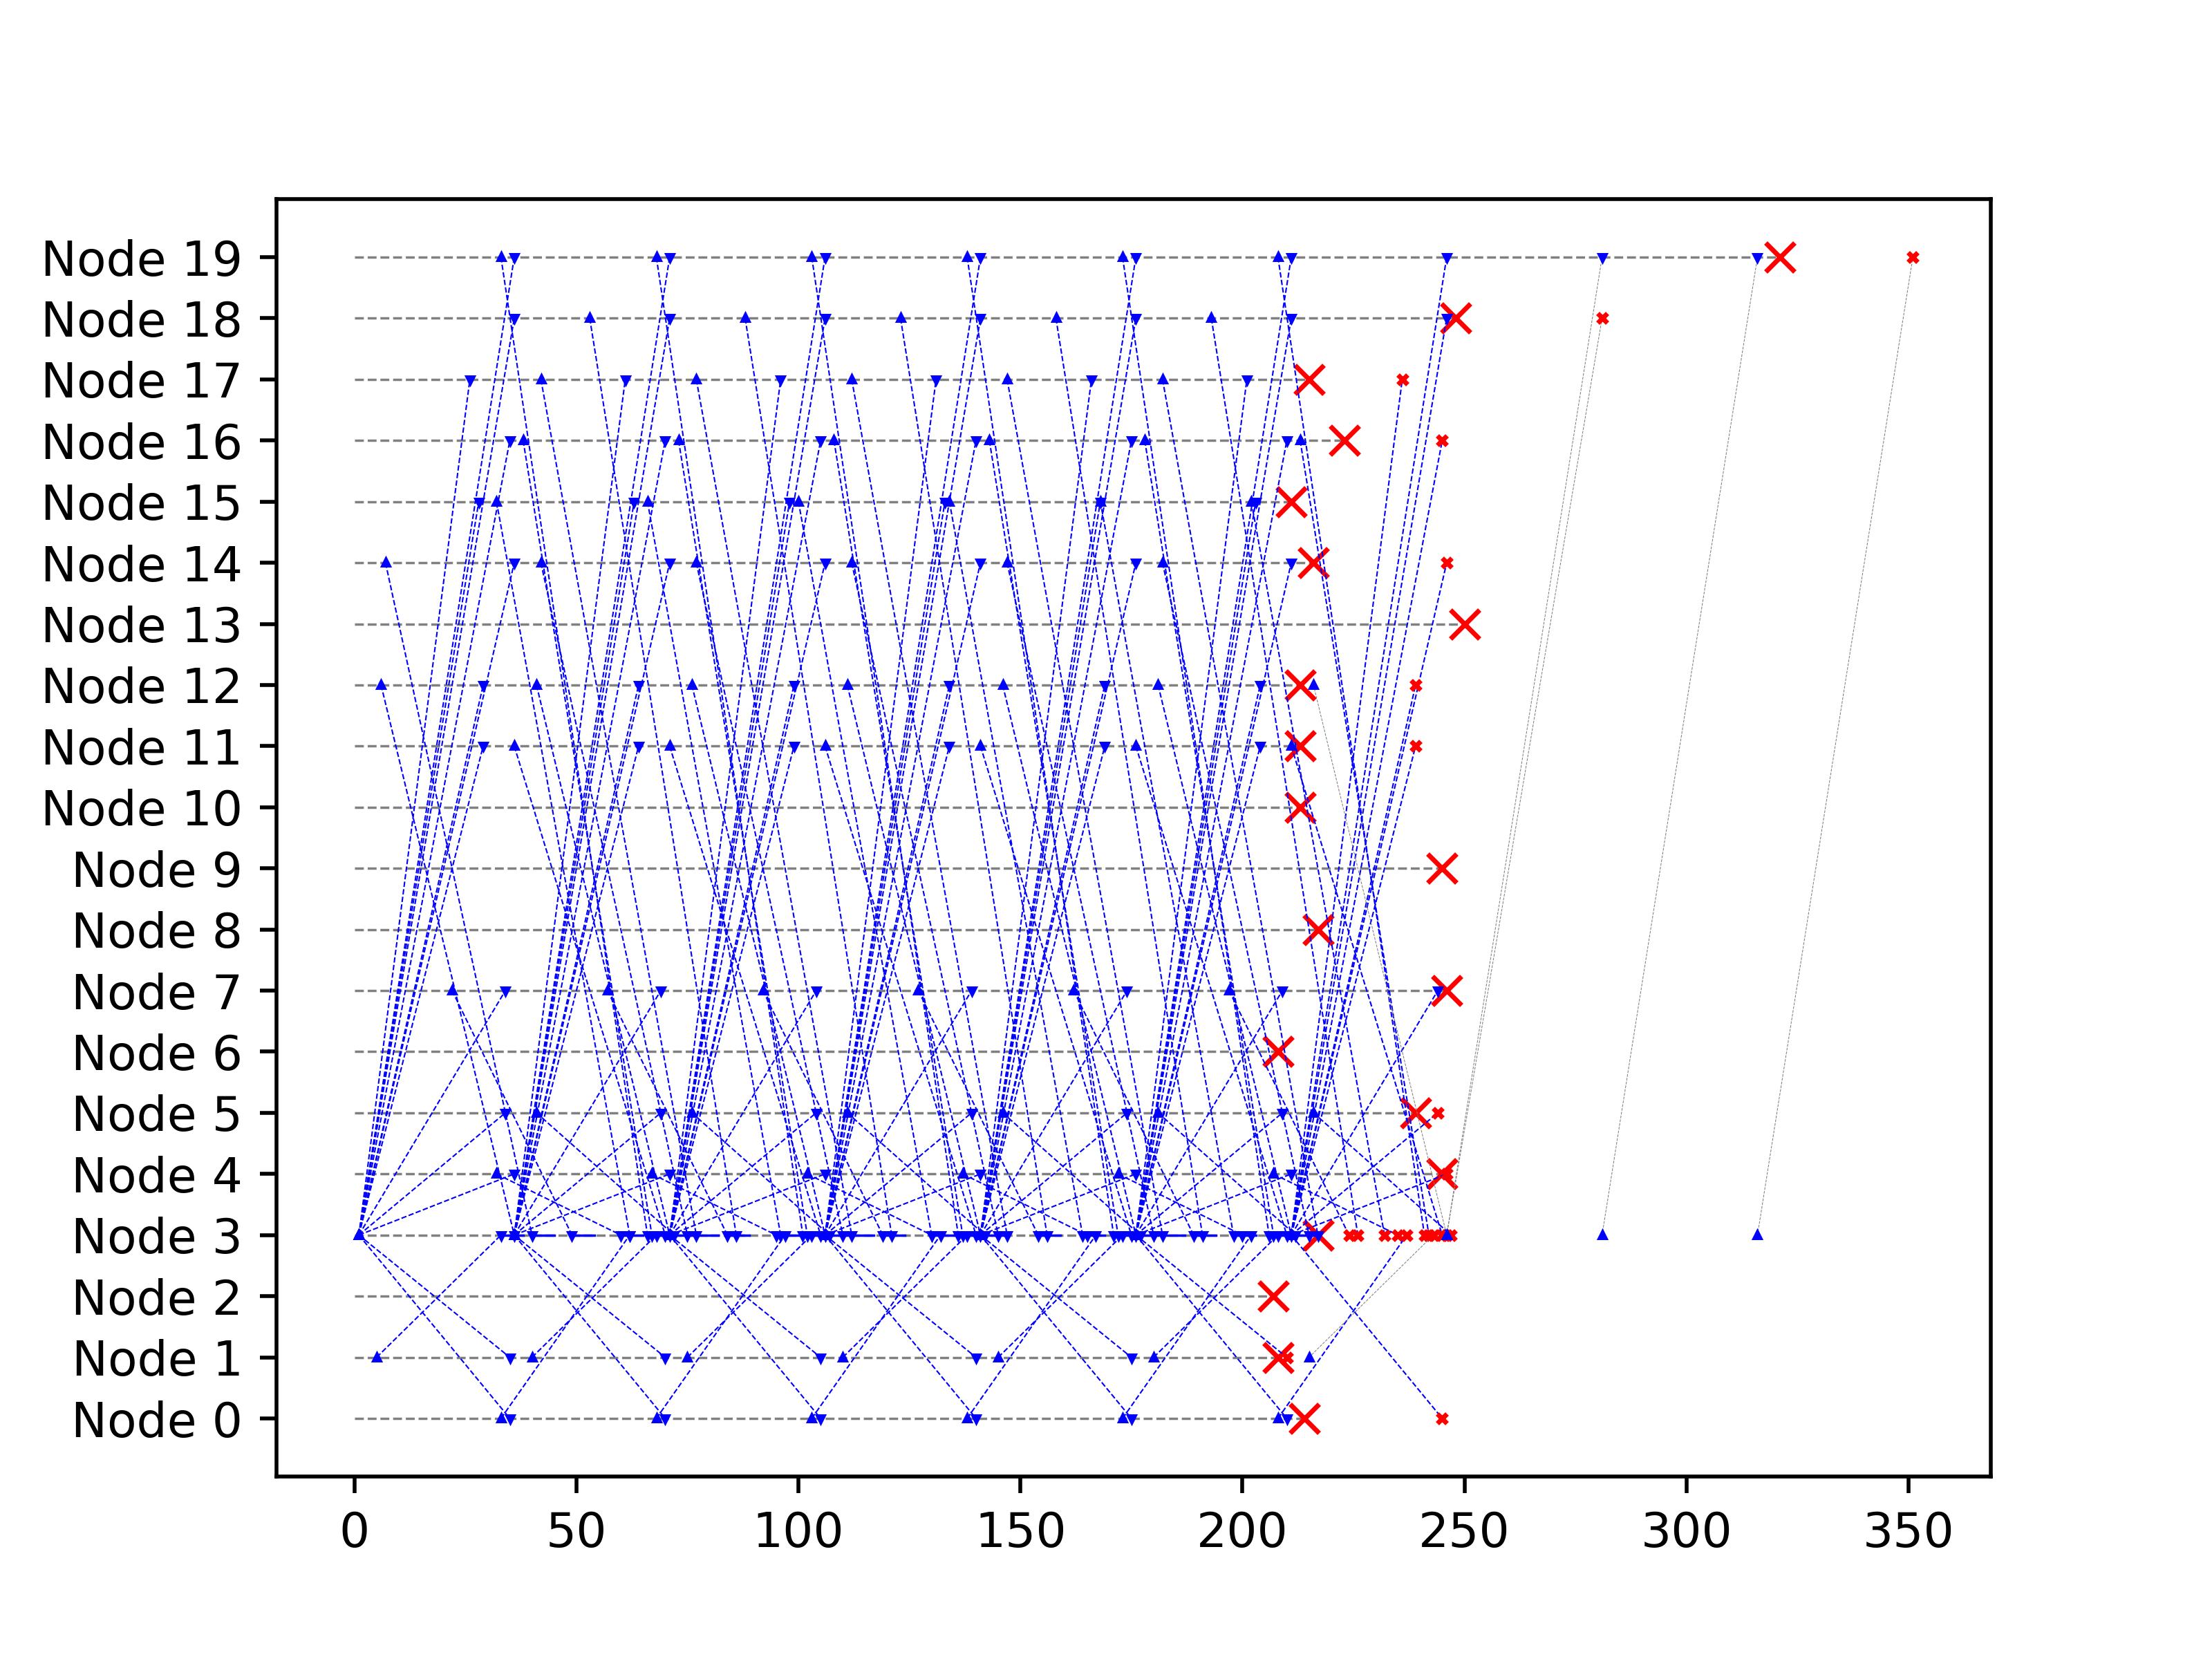 Node 19
Node 18
Node 17
Node 16
Node 15
Node 14
Node 13
Node 12
Node 11
Node 10
Node 9
Node 8
Node 7
Node 6
Node 5
Node 4
Node 3
Node 2
Node 1
Node 0
0 50 100 150 200 250 300 350